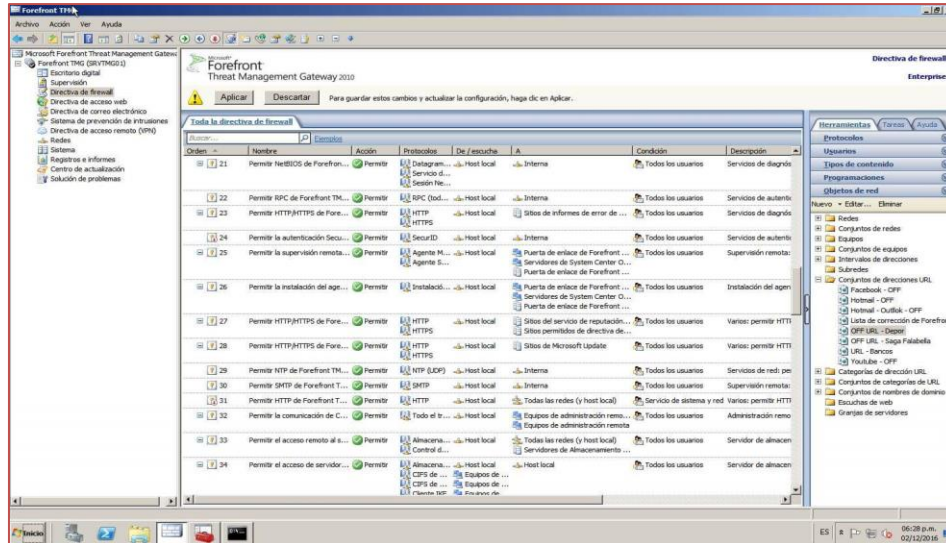 Forefront TMG
Archivo Acción Ver Ayuda
Microsoft Forefront Threat Management Gatew
Forefront TMG (SRVTMG01)
Escritorio digital
Supervisión
Directiva de firewall
Directiva de acceso web
Directiva de correo electrónico
Sistema de prevención de intrusiones
Directiva de acceso remoto (VPN)
Redes
Sistema
Registros e informes
Centro de actualización
Solución de problemas
Microsoft
Forefront
Threat Management Gateway 2010
Directiva de firewall
Enterprise
Aplicar Descartar Para guardar estos cambios y actualizar la configuración, haga clic en Aplicar.
Toda la directiva de firewall
Buscar... Ejemplos
Orden Nombre Acción Protocolos De / escucha A Condición Descripción
21 Permitir NetBIOS de Forefron... Permitir Datagram... Host local Interna Todos los usuarios Servicios de diagnós
Servicio d...
Sesión Ne...
22 Permitir RPC de Forefront TM... Permitir RPC (tod... Host local Interna Todos los usuarios Servicios de autentic
23 Permitir HTTP/HTTPS de Fore... Permitir HTTP Host local Sitios de informes de error de ... Todos los usuarios Servicios de diagnós
HTTPS
24 Permitir la autenticación Secu... Permitir SecurID Host local Interna Todos los usuarios Servicios de autentic
25 Permitir la supervisión remota... Permitir Agente M... Host local Puerta de enlace de Forefront ... Todos los usuarios Supervisión remota:
Agente S... Servidores de System Center O...
Puerta de enlace de Forefront ...
26 Permitir la instalación del age... Permitir Instalació... Host local Puerta de enlace de Forefront ... Todos los usuarios Instalación del agen
Servidores de System Center O...
Puerta de enlace de Forefront ...
27 Permitir HTTP/HTTPS de Fore... Permitir HTTP Host local Sitios del servicio de reputación... Todos los usuarios Varios: permitir HTTP
HTTPS Sitios permitidos de directiva de...
28 Permitir HTTP/HTTPS de Fore... Permitir HTTP Host local Sitios de Microsoft Update Todos los usuarios Varios: permitir HTTP
HTTPS
29 Permitir NTP de Forefront TM... Permitir NTP (UDP) Host local Interna Todos los usuarios Servicios de red: per
30 Permitir SMTP de Forefront T... Permitir SMTP Host local Interna Todos los usuarios Supervisión remota:
31 Permitir HTTP de Forefront T... Permitir HTTP Host local Todas las redes (y host local) Servicio de sistema y red Varios: permitir HTTP
32 Permitir la comunicación de C... Permitir Todo el tr... Host local Equipos de administración remo... Todos los usuarios Administración remo
Equipos de administración remota
33 Permitir el acceso remoto al s... Permitir Almacena... Host local Todas las redes (y host local) Todos los usuarios Servidor de almacen
Control d... Servidores de Almacenamiento ...
34 Permitir el acceso de servidor... Permitir Almacena... Host local Host local Todos los usuarios Servidor de almacen
CIFS de ... Equipos de ...
CIFS de ... Equipos de ...
Cliente IKE Equipos de
Herramientas Tareas Ayuda
Protocolos
Usuarios
Tipos de contenido
Programaciones
Objetos de red
Nuevo Editar... Eliminar
Redes
Conjuntos de redes
Equipos
Conjuntos de equipos
Intervalos de direcciones
Subredes
Conjuntos de direcciones URL
Facebook - OFF
Hotmail - OFF
Hotmail - Outllok - OFF
Lista de corrección de Forefro
OFF URL - Deper
OFF URL - Saga Falabella
URL - Bancos
Youtube - OFF
Categorías de dirección URL
Conjuntos de categorías de URL
Conjuntos de nombres de dominio
Escuchas de web
Granjas de servidores
Inicio
ES
06:28 p.m.
02/12/2016